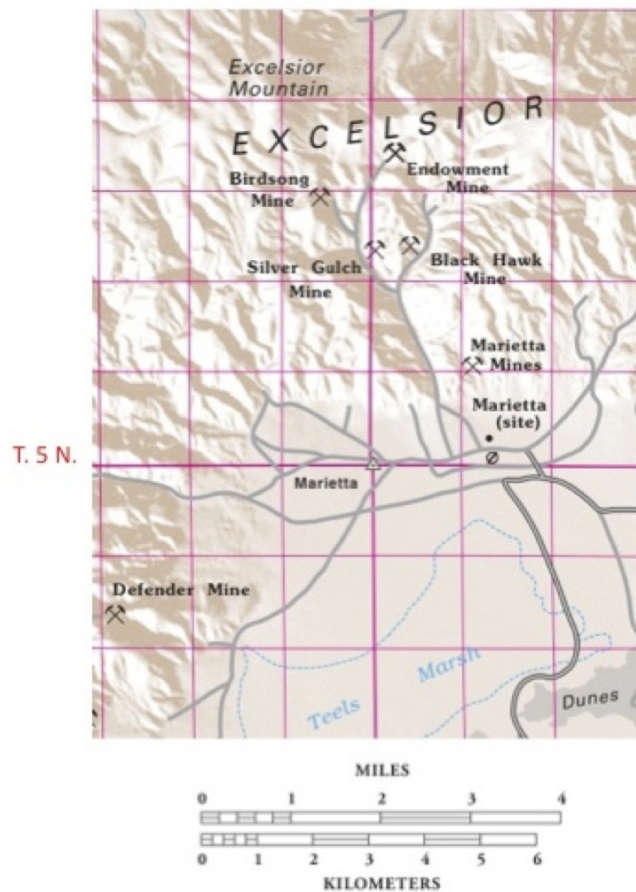 Excelsior
Mountain
EXCELSIOR
Birdsong
Mine
Endowment
Mine
Silver Gulch
Mine
Black Hawk
Mine
Marietta
Mines
Marietta
(site)
T. 5 N.
Marietta
Defender Mine
Teels Marsh
Dunes
MILES
0 1 2 3 4
0 1 2 3 4 5 6
KILOMETERS